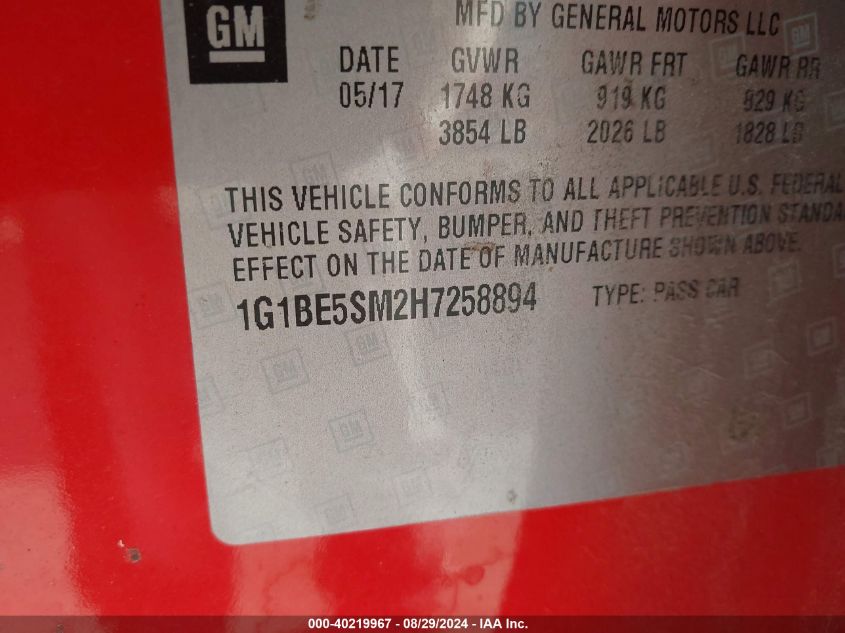 GM
MFD BY GENERAL MOTORS LLC
DATE GVWR GAWR FRT GAWR RR
05/17 1748 KG 919 KG 829 KG
3854 LB 2026 LB 1828 LB
THIS VEHICLE CONFORMS TO ALL APPLICABLE U.S. FEDERAL
VEHICLE SAFETY, BUMPER, AND THEFT PREVENTION STANDA
EFFECT ON THE DATE OF MANUFACTURE SHOWN ABOVE.
1G1BE5SM2H7258894 TYPE: PASS CAR
000-40219967 - 08/29/2024 - IAA Inc.